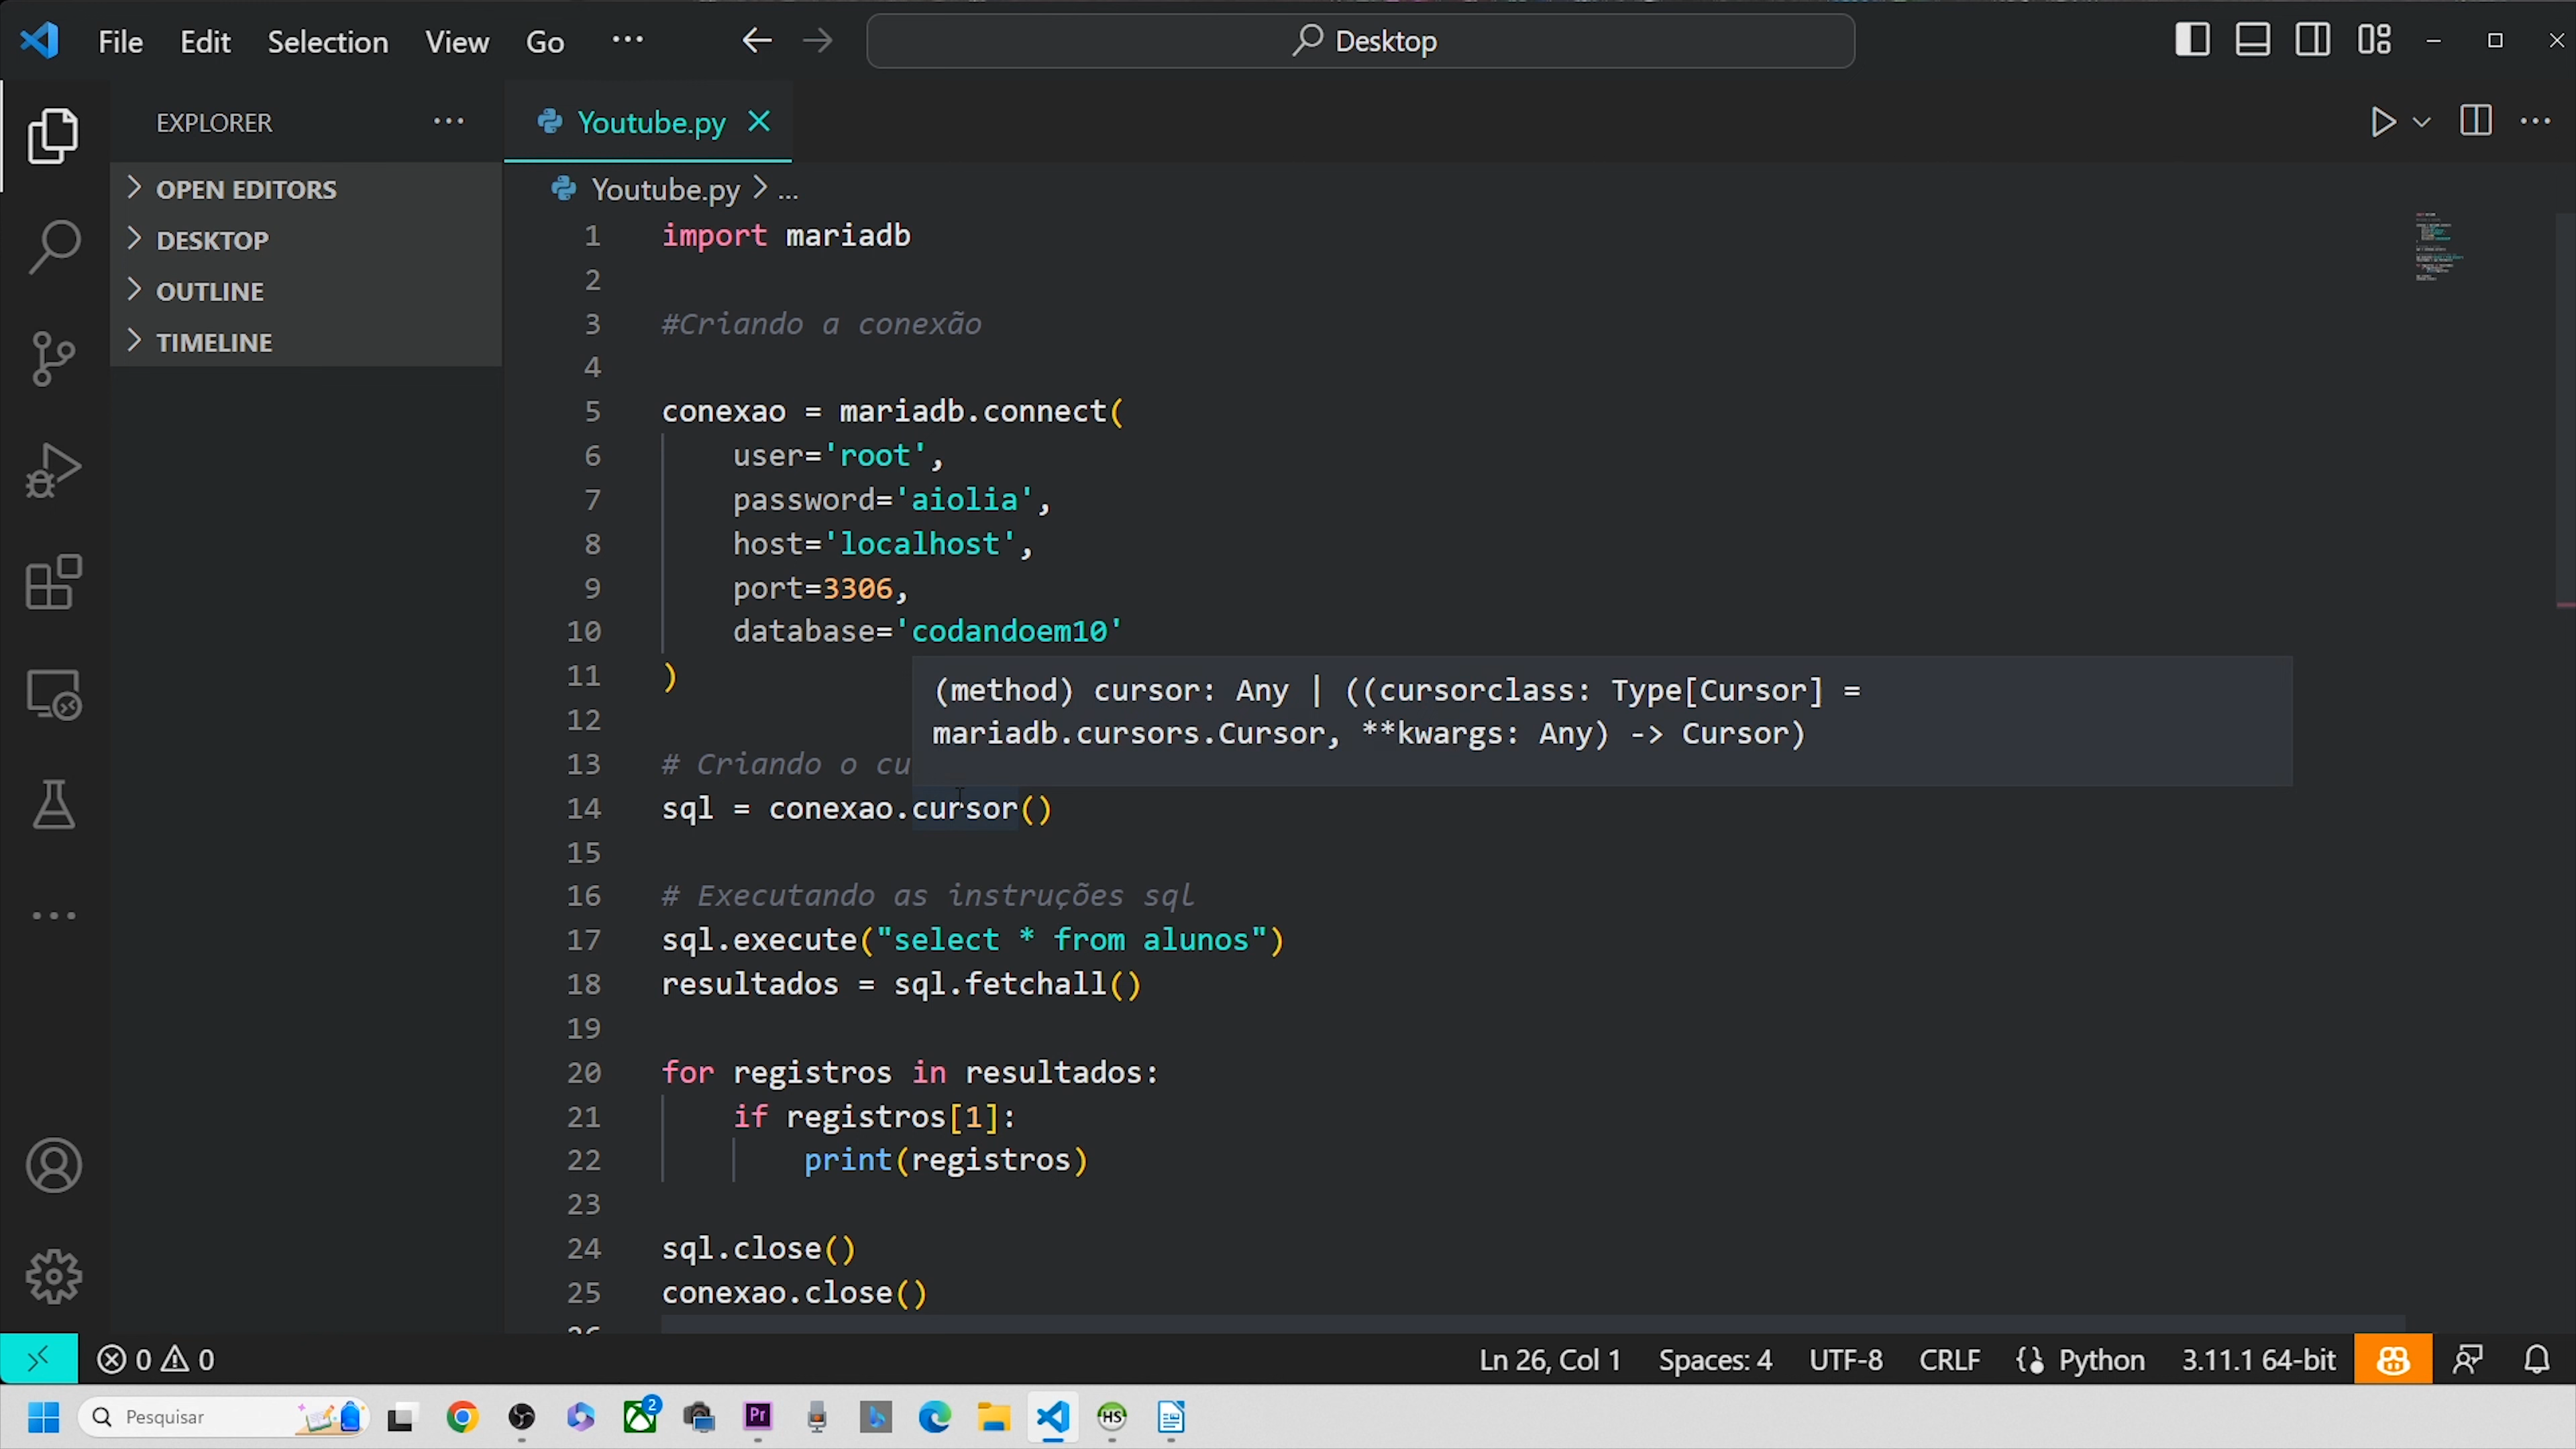 File Edit Selection View Go ··· Desktop
EXPLORER ···
OPEN EDITORS
DESKTOP
OUTLINE
TIMELINE
Youtube.py
Youtube.py > ...
1 import mariadb
2
3 #Criando a conexão
4
5 conexao = mariadb.connect(
6 user='root',
7 password='aiolia',
8 host='localhost',
9 port=3306,
10 database='codandoem10'
11 )
12
13 # Criando o cu
14 sql = conexao.cursor()
15
16 # Executando as instruções sql
17 sql.execute("select * from alunos")
18 resultados = sql.fetchall()
19
20 for registros in resultados:
21 if registros[1]:
22 print(registros)
23
24 sql.close()
25 conexao.close()
26
(method) cursor: Any | ((cursorclass: Type[Cursor] =
mariadb.cursors.Cursor, **kwargs: Any) -> Cursor)
0 0 Ln 26, Col 1 Spaces: 4 UTF-8 CRLF {} Python 3.11.1 64-bit
Pesquisar 2 Pr HS